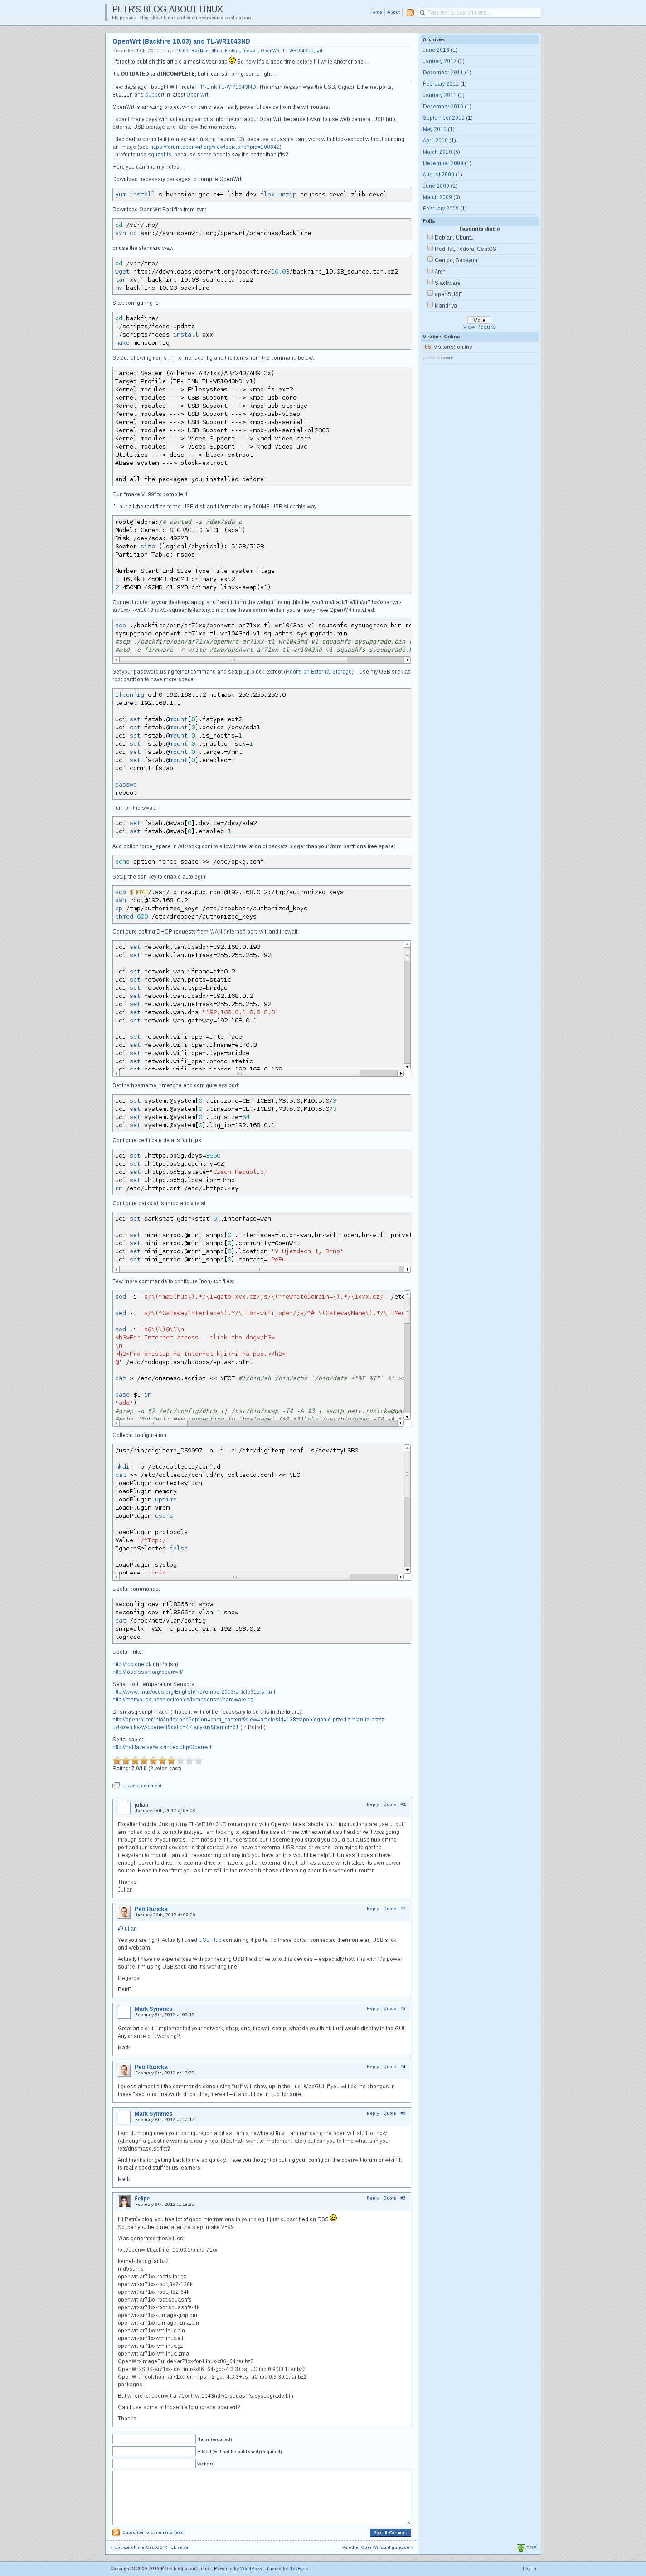 PETR'S BLOG ABOUT LINUX
My personal blog about Linux and other opensource applications.
Home
About
Type text to search here...
OpenWrt (Backfire 10.03) and TL-WR1043ND
December 13th, 2011 | Tags: 10.03, Backfire, dhcp, Fedora, firewall, OpenWrt, TL-WR1043ND, wifi
I forget to publish this article almost a year ago So now it's a good time before I'll write another one...
It's OUTDATED and INCOMPLETE, but it can still bring some light...
Few days ago I bought WiFi router TP-Link TL-WR1043ND. The main reason was the USB, Gigabit Ethernet ports,
802.11n and support in latest OpenWrt.
OpenWrt is amazing project which can create really powerful device from the wifi routers.
I spent many days with collecting various information about OpenWrt, because I want to use web camera, USB hub,
external USB storage and later few thermometers.
I decided to compile it from scratch (using Fedora 13), because squashfs can't work with block-extroot without building
an image (see https://forum.openwrt.org/viewtopic.php?pid=108642).
I prefer to use squashfs, because some people say it's better than jffs2.
Here you can find my notes...
Download necessary packages to compile OpenWrt:
yum install subversion gcc-c++ libz-dev flex unzip ncurses-devel zlib-devel
Download OpenWrt Backfire from svn:
cd /var/tmp/
svn co svn://svn.openwrt.org/openwrt/branches/backfire
or use the standard way:
cd /var/tmp/
wget http://downloads.openwrt.org/backfire/10.03/backfire_10.03_source.tar.bz2
tar xvjf backfire_10.03_source.tar.bz2
mv backfire_10.03 backfire
Start configuring it:
cd backfire/
./scripts/feeds update
./scripts/feeds install xxx
make menuconfig
Select following items in the menuconfig and the items from the command below:
Target System (Atheros AR71xx/AR7240/AR913x)
Target Profile (TP-LINK TL-WR1043ND v1)
Kernel modules ---> Filesystems ---> kmod-fs-ext2
Kernel modules ---> USB Support ---> kmod-usb-core
Kernel modules ---> USB Support ---> kmod-usb-storage
Kernel modules ---> USB Support ---> kmod-usb-video
Kernel modules ---> USB Support ---> kmod-usb-serial
Kernel modules ---> USB Support ---> kmod-usb-serial-pl2303
Kernel modules ---> Video Support ---> kmod-video-core
Kernel modules ---> Video Support ---> kmod-video-uvc
Utilities ---> disc ---> block-extroot
#Base system ---> block-extroot
and all the packages you installed before
Run "make V=99" to compile it.
I'll put all the root files to the USB disk and I formated my 500MB USB stick this way:
root@fedora:/# parted -s /dev/sda p
Model: Generic STORAGE DEVICE (scsi)
Disk /dev/sda: 492MB
Sector size (logical/physical): 512B/512B
Partition Table: msdos
Number Start End Size Type File system Flags
1 16.4kB 450MB 450MB primary ext2
2 450MB 492MB 41.9MB primary linux-swap(v1)
Connect router to your desktop/laptop and flash it form the webgui using this file: /var/tmp/backfire/bin/ar71xx/openwrt-
ar71xx-tl-wr1043nd-v1-squashfs-factory.bin or use these commands if you already have OpenWrt installed:
scp ./backfire/bin/ar71xx/openwrt-ar71xx-tl-wr1043nd-v1-squashfs-sysupgrade.bin ro
sysupgrade openwrt-ar71xx-tl-wr1043nd-v1-squashfs-sysupgrade.bin
#scp ./backfire/bin/ar71xx/openwrt-ar71xx-tl-wr1043nd-v1-squashfs-sysupgrade.bin
#mtd -e firmware -r write /tmp/openwrt-ar71xx-tl-wr1043nd-v1-squashfs-sysupgrade.b
Set your password using telnet command and setup up block-extroot (Rootfs on External Storage) – use my USB stick as
root partition to have more space:
ifconfig eth0 192.168.1.2 netmask 255.255.255.0
telnet 192.168.1.1
uci set fstab.@mount[0].fstype=ext2
uci set fstab.@mount[0].device=/dev/sda1
uci set fstab.@mount[0].is_rootfs=1
uci set fstab.@mount[0].enabled_fsck=1
uci set fstab.@mount[0].target=/mnt
uci set fstab.@mount[0].enabled=1
uci commit fstab
passwd
reboot
Turn on the swap:
uci set fstab.@swap[0].device=/dev/sda2
uci set fstab.@swap[0].enabled=1
Add option force_space in /etc/opkg.conf to allow installation of packets bigger than your /rom partitions free space:
echo option force_space >> /etc/opkg.conf
Setup the ssh key to enable autologin:
scp $HOME/.ssh/id_rsa.pub root@192.168.0.2:/tmp/authorized_keys
ssh root@192.168.0.2
cp /tmp/authorized_keys /etc/dropbear/authorized_keys
chmod 600 /etc/dropbear/authorized_keys
Configure getting DHCP requests from WAN (Internet) port, wifi and firewall:
uci set network.lan.ipaddr=192.168.0.193
uci set network.lan.netmask=255.255.255.192
uci set network.wan.ifname=eth0.2
uci set network.wan.proto=static
uci set network.wan.type=bridge
uci set network.wan.ipaddr=192.168.0.2
uci set network.wan.netmask=255.255.255.192
uci set network.wan.dns="192.168.0.1 8.8.8.8"
uci set network.wan.gateway=192.168.0.1
uci set network.wifi_open=interface
uci set network.wifi_open.ifname=eth0.3
uci set network.wifi_open.type=bridge
uci set network.wifi_open.proto=static
uci set network.wifi_open.ipaddr=192.168.0.129
Set the hostname, timezone and configure syslogd:
uci set system.@system[0].timezone=CET-1CEST,M3.5.0,M10.5.0/3
uci set system.@system[0].timezone=CET-1CEST,M3.5.0,M10.5.0/3
uci set system.@system[0].log_size=64
uci set system.@system[0].log_ip=192.168.0.1
Configure certificate details for https:
uci set uhttpd.px5g.days=3650
uci set uhttpd.px5g.country=CZ
uci set uhttpd.px5g.state="Czech Republic"
uci set uhttpd.px5g.location=Brno
rm /etc/uhttpd.crt /etc/uhttpd.key
Configure darkstat, snmpd and vnstat:
uci set darkstat.@darkstat[0].interface=wan
uci set mini_snmpd.@mini_snmpd[0].interfaces=lo,br-wan,br-wifi_open,br-wifi_privat
uci set mini_snmpd.@mini_snmpd[0].community=OpenWrt
uci set mini_snmpd.@mini_snmpd[0].location='V Ujezdech 1, Brno'
uci set mini_snmpd.@mini_snmpd[0].contact='PeRu'
Few more commands to configure "non-uci" files:
sed -i 's/\(^mailhub\).*/\1=gate.xvx.cz/;s/\(^rewriteDomain=\).*/\1xvx.cz/' /etc
sed -i 's/\(^GatewayInterface\).*/\1 br-wifi_open/;s/^# \(GatewayName\).*/\1 Med
sed -i 's@\(\)@\1\n
<h3>For Internet access - click the dog</h3>
\n
<h3>Pro pristup na Internet klikni na psa.</h3>
@' /etc/nodogsplash/htdocs/splash.html
cat > /etc/dnsmasq.script << \EOF #!/bin/sh /bin/echo `/bin/date +"%F %T"` $* >>
case $1 in
"add")
#grep -q $2 /etc/config/dhcp || /usr/bin/nmap -T4 -A $3 | ssmtp petr.ruzicka@gma
Collectd configuration:
/usr/bin/digitemp_DS9097 -a -i -c /etc/digitemp.conf -s/dev/ttyUSB0
mkdir -p /etc/collectd/conf.d
cat >> /etc/collectd/conf.d/my_collectd.conf << \EOF
LoadPlugin contextswitch
LoadPlugin memory
LoadPlugin uptime
LoadPlugin vmem
LoadPlugin users
LoadPlugin protocols
Value "/^Tcp:/"
IgnoreSelected false
LoadPlugin syslog
LogLevel "info"
Useful commands:
swconfig dev rtl8366rb show
swconfig dev rtl8366rb vlan 1 show
cat /proc/net/vlan/config
snmpwalk -v2c -c public_wifi 192.168.0.2
logread
Useful links:
http://rpc.one.pl/ (in Polish)
http://josefsson.org/openwrt/
Serial Port Temperature Sensors:
http://www.linuxfocus.org/English/November2003/article315.shtml
http://martybugs.net/electronics/tempsensor/hardware.cgi
Dnsmasq script "hack" (I hope it will not be necessary to do this in the future):
http://openrouter.info/index.php?option=com_content&view=article&id=138:zapobieganie-przed-zmian-ip-przez-
uytkownika-w-openwrt&catid=47:artykuy&Itemid=61 (in Polish)
Serial cable:
http://halfface.se/wiki/index.php/Openwrt
Rating: 7.0/10 (2 votes cast)
Leave a comment
julian
January 28th, 2012 at 08:08
Reply | Quote | #1
Excellent article. Just got my TL-WR1043ND router going with Openwrt latest stable. Your instructions are useful but I
am not so bold as to compile just yet. I am looking to expand the use of mine with external usb hard drive. I was going
through some of your notes. I am not sure if I understood but it seemed you stated you could put a usb hub off the
port and run several devices. Is that correct. Also I have an external USB hard drive I want to take advantage of with
this router. This is all just a learning experience for me so anything you can teach me would be helpful. Unless it doesnt have
enough power to drive the external drive or I have to get an external drive that has a power source which takes away from the
power source. Hope to hear from you as I am still in the research phase of learning about this wonderful device for the router.
Thanks
Julian
Petr Ruzicka
January 28th, 2012 at 09:09
Reply | Quote | #2
@julian
Yes you are right. Actually I used USB Hub containing 4 ports. To these ports I connected thermometer, USB stick
and webcam.
Actually I have no experiences with connecting USB hard drive to to this devices – especially how it is with it's power
source. I'm using USB stick and it's working fine.
Regards
PetrR.
Mark Symmes
February 8th, 2012 at 05:12
Reply | Quote | #3
Great article. If I implemented your network, dhcp, dns, firewall setup, what do you think Luci would display in the GUI.
Any chance of it working?
Mark
Petr Ruzicka
February 8th, 2012 at 13:23
Reply | Quote | #4
I guess almost all the commands done using "uci" will show up in the Luci WebGUI. If you will do the changes in
these "sections": network, dhcp, dns, firewall – it should be in Luci for sure.
Mark Symmes
February 8th, 2012 at 17:12
Reply | Quote | #5
I am dumbing down your configuration a bit as I am a newbie at this. I am removing the open wifi setup for now
(although a guest network is a really neat idea that I want to implement later) but can you tell me what is in your
/etc/dnsmasq script?
And thanks for getting back to me so quickly. Have you thought of putting your config on the openwrt forum or wiki? It
is really good stuff for us learners.
Mark
Felipe
February 9th, 2012 at 18:35
Reply | Quote | #6
Hi Petrův blog, you has lot of good informations in your blog, I just subscribed on RSS
So, can you help me, after the step: make v=99
Was generated those files:
/opt/openwrt/backfire_10.03.1/bin/ar71xx
kernel-debug.tar.bz2
md5sums
openwrt-ar71xx-rootfs.tar.gz
openwrt-ar71xx-root.jffs2-128k
openwrt-ar71xx-root.jffs2-64k
openwrt-ar71xx-root.squashfs
openwrt-ar71xx-root.squashfs-4k
openwrt-ar71xx-uImage-gzip.bin
openwrt-ar71xx-uImage-lzma.bin
openwrt-ar71xx-vmlinux.bin
openwrt-ar71xx-vmlinux.elf
openwrt-ar71xx-vmlinux.gz
openwrt-ar71xx-vmlinux.lzma
OpenWrt-ImageBuilder-ar71xx-for-Linux-x86_64.tar.bz2
OpenWrt-SDK-ar71xx-for-Linux-x86_64-gcc-4.3.3+cs_uClibc-0.9.30.1.tar.bz2
OpenWrt-Toolchain-ar71xx-for-mips_r2-gcc-4.3.3+cs_uClibc-0.9.30.1.tar.bz2
packages
But where is: openwrt-ar71xx-tl-wr1043nd-v1-squashfs-sysupgrade.bin
Can i use some of those file to upgrade openwrt?
Thanks
Name (required)
E-Mail (will not be published) (required)
Website
Subscribe to comments feed
Submit Comment
« Update offline CentOS/RHEL server
Another OpenWrt configuration »
TOP
Archives
June 2013 (1)
January 2012 (1)
December 2011 (1)
February 2011 (1)
January 2011 (1)
December 2010 (1)
September 2010 (1)
May 2010 (1)
April 2010 (1)
March 2010 (5)
December 2009 (1)
August 2009 (1)
June 2009 (3)
March 2009 (3)
February 2009 (1)
Polls
Favourite distro
Debian, Ubuntu
RedHat, Fedora, CentOS
Gentoo, Sabayon
Arch
Slackware
openSUSE
Mandriva
Vote
View Results
Visitors Online
visitor(s) online
Copyright © 2009-2013 Petr's blog about Linux | Powered by WordPress | Theme by NeoEase
Log in